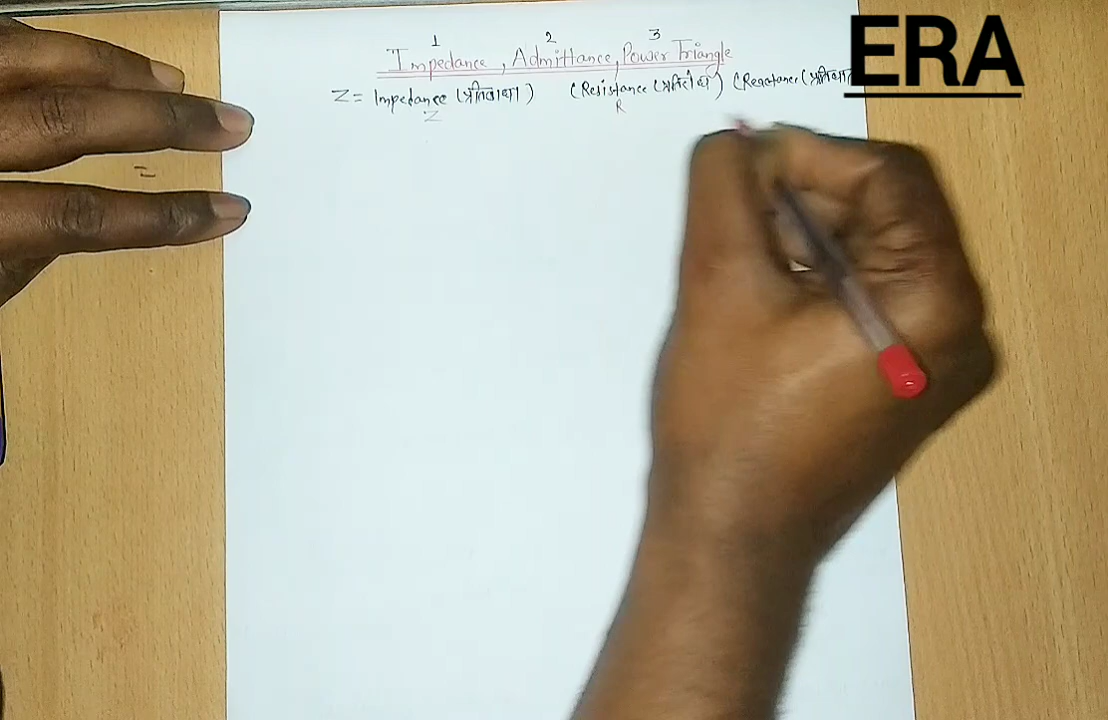 ERA
1 2 3
Impedance, Admittance, Power Triangle
Z = Impedance (प्रतिबाधा) (Resistance (प्रतिरोध) (Reactance
Z R